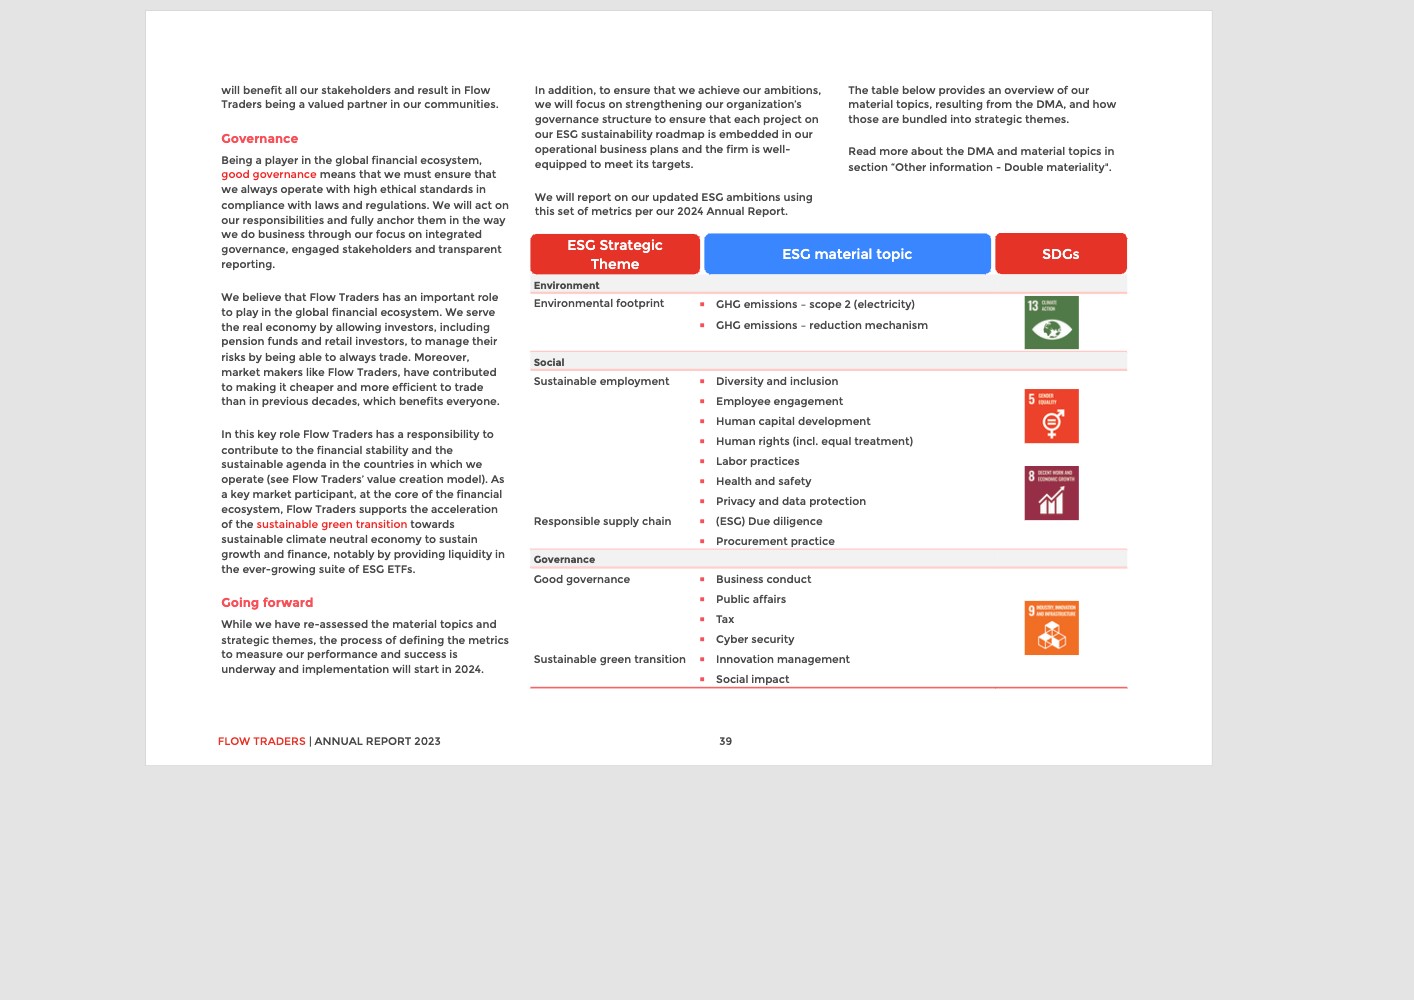 will benefit all our stakeholders and result in Flow
Traders being a valued partner in our communities.
Governance
Being a player in the global financial ecosystem,
good governance means that we must ensure that
we always operate with high ethical standards in
compliance with laws and regulations. We will act on
our responsibilities and fully anchor them in the way
we do business through our focus on integrated
governance, engaged stakeholders and transparent
reporting.
We believe that Flow Traders has an important role
to play in the global financial ecosystem. We serve
the real economy by allowing investors, including
pension funds and retail investors, to manage their
risks by being able to always trade. Moreover,
market makers like Flow Traders, have contributed
to making it cheaper and more efficient to trade
than in previous decades, which benefits everyone.
In this key role Flow Traders has a responsibility to
contribute to the financial stability and the
sustainable agenda in the countries in which we
operate (see Flow Traders' value creation model). As
a key market participant, at the core of the financial
ecosystem, Flow Traders supports the acceleration
of the sustainable green transition towards
sustainable climate neutral economy to sustain
growth and finance, notably by providing liquidity in
the ever-growing suite of ESG ETFs.
Going forward
While we have re-assessed the material topics and
strategic themes, the process of defining the metrics
to measure our performance and success is
underway and implementation will start in 2024.
In addition, to ensure that we achieve our ambitions,
we will focus on strengthening our organization's
governance structure to ensure that each project on
our ESG sustainability roadmap is embedded in our
operational business plans and the firm is well-
equipped to meet its targets.
We will report on our updated ESG ambitions using
this set of metrics per our 2024 Annual Report.
The table below provides an overview of our
material topics, resulting from the DMA, and how
those are bundled into strategic themes.
Read more about the DMA and material topics in
section "Other information - Double materiality".
ESG Strategic
Theme
ESG material topic
SDGs
Environment
Environmental footprint
GHG emissions – scope 2 (electricity)
GHG emissions – reduction mechanism
13 CLIMATE
ACTION
Social
Sustainable employment
Diversity and inclusion
Employee engagement
Human capital development
Human rights (incl. equal treatment)
Labor practices
Health and safety
Privacy and data protection
5 GENDER
EQUALITY
8 DECENT WORK AND
ECONOMIC GROWTH
Responsible supply chain
(ESG) Due diligence
Procurement practice
Governance
Good governance
Business conduct
Public affairs
Tax
Cyber security
9 INDUSTRY, INNOVATION
AND INFRASTRUCTURE
Sustainable green transition
Innovation management
Social impact
FLOW TRADERS | ANNUAL REPORT 2023
39